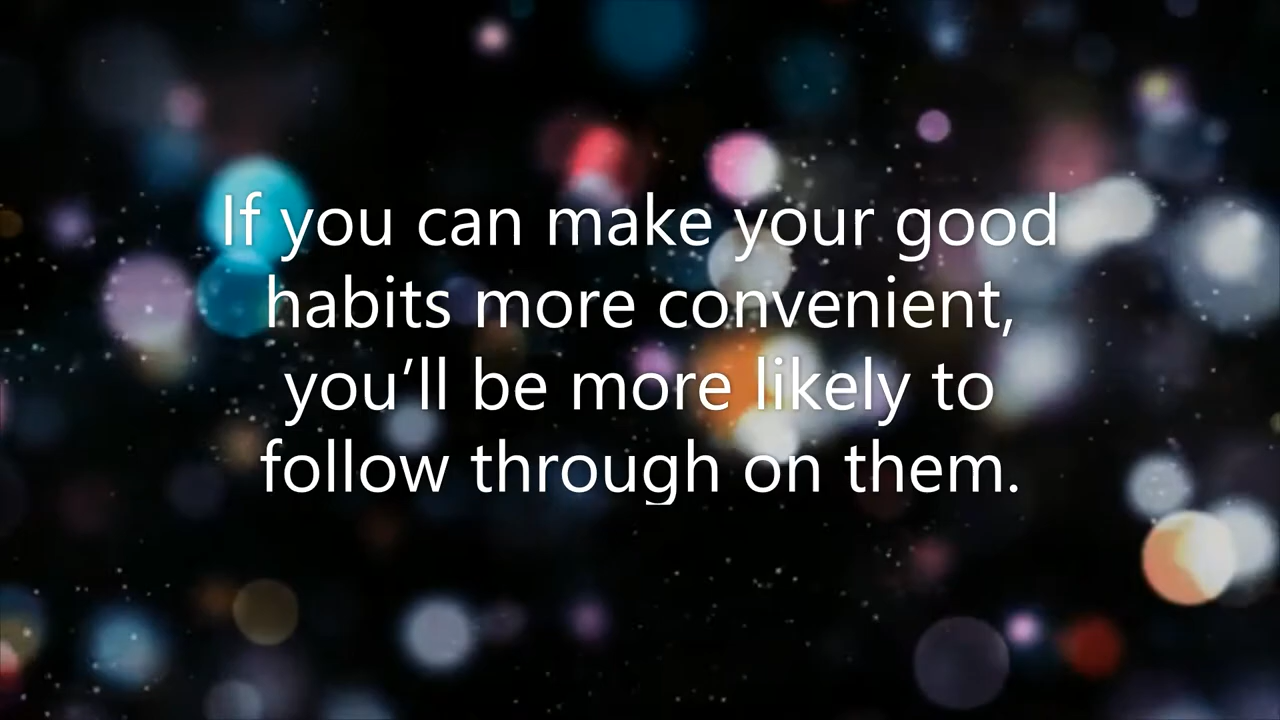 If you can make your good
habits more convenient,
you’ll be more likely to
follow through on them.